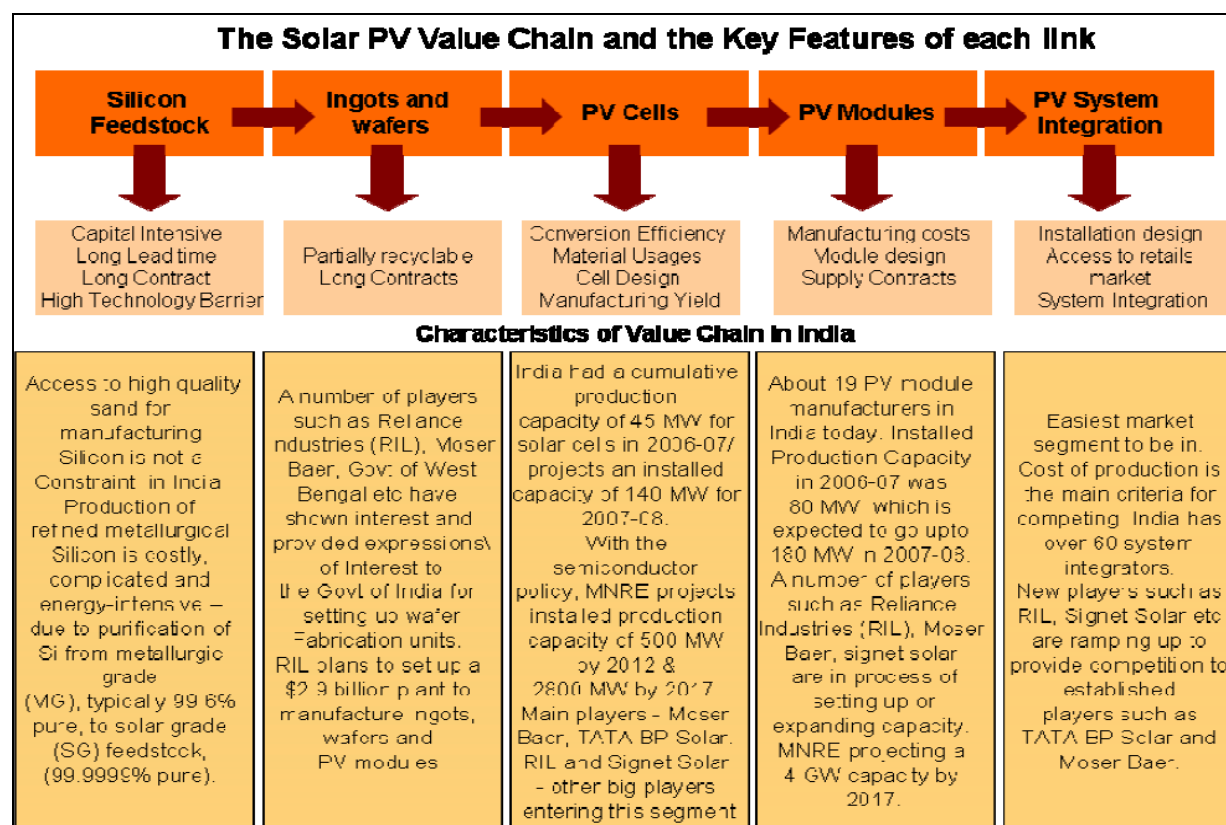 The Solar PV Value Chain and the Key Features of each link
Silicon
Feedstock
Ingots and
wafers
PV Cells
PV Modules
PV System
Integration
Capital Intensive
Long Lead time
Long Contract
High Technology Barrier
Partially recyclable
Long Contracts
Conversion Efficiency
Material Usages
Cell Design
Manufacturing Yield
Manufacturing costs
Module design
Supply Contracts
Installation design
Access to retails
market
System Integration
Characteristics of Value Chain in India
Access to high quality
sand for
manufacturing
Silicon is not a
Constraint in India
Production of
refined metallurgical
Silicon is costly,
complicated and
energy-intensive –
due to purification of
Si from metallurgic
grade
(MG), typically 99.6%
pure, to solar grade
(SG) feedstock,
(99.9999% pure).
A number of players
such as Reliance
ndustries (RIL), Moser
Baer, Govt of West
Bengal etc have
shown interest and
provided expressions\
of Interest to
the Govt of India for
setting up wafer
Fabrication units.
RIL plans to set up a
$2.9 billion plant to
manufacture ingots,
wafers and
PV modules
India had a cumulative
production
capacity of 45 MW for
solar cells in 2006-07/
projects an installed
capacity of 140 MW for
2007-08.
With the
semiconductor
policy, MNRE projects
installed production
capacity of 500 MW
by 2012 &
2800 MW by 2017
Main players - Moser
Baer, TATA BP Solar.
RIL and Signet Solar
- other big players
entering this segment
About 19 PV module
manufacturers in
India today. Installed
Production Capacity
in 2006-07 was
80 MW which is
expected to go upto
180 MW in 2007-08.
A number of players
such as Reliance
Industries (RIL), Moser
Baer, signet solar
are in process of
setting up or
expanding capacity.
MNRE projecting a
4 GW capacity by
2017.
Easiest market
segment to be in.
Cost of production is
the main criteria for
competing. India has
over 60 system
integrators.
New players such as
RIL, Signet Solar etc
are ramping up to
provide competition to
established
players such as
TATA BP Solar and
Moser Baer.